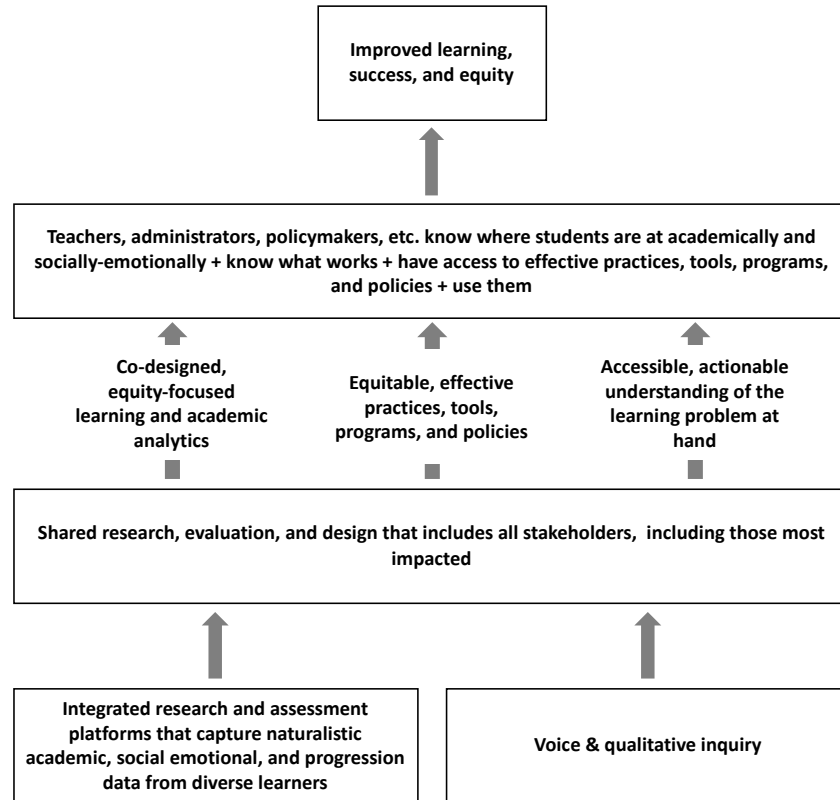 Improved learning,
success, and equity
Teachers, administrators, policymakers, etc. know where students are at academically and
socially-emotionally + know what works + have access to effective practices, tools, programs,
and policies + use them
Co-designed,
equity-focused
learning and academic
analytics
Equitable, effective
practices, tools,
programs, and policies
Accessible, actionable
understanding of the
learning problem at
hand
Shared research, evaluation, and design that includes all stakeholders,  including those most
impacted
Integrated research and assessment
platforms that capture naturalistic
academic, social emotional, and progression
data from diverse learners
Voice & qualitative inquiry